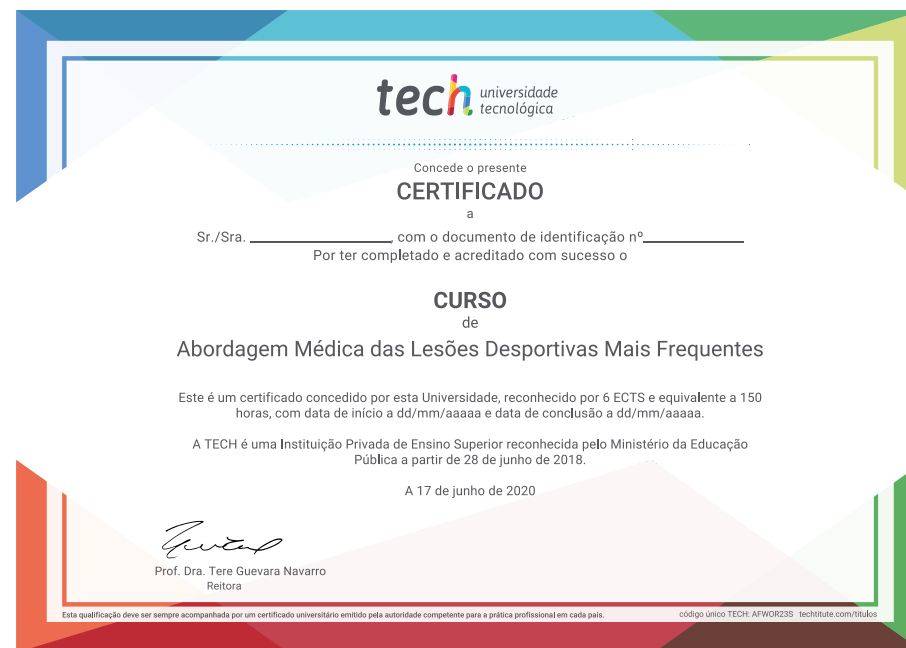 tech universidade
tecnológica
Concede o presente
CERTIFICADO
a
Sr./Sra. ____________________, com o documento de identificação nº______________
Por ter completado e acreditado com sucesso o
CURSO
de
Abordagem Médica das Lesões Desportivas Mais Frequentes
Este é um certificado concedido por esta Universidade, reconhecido por 6 ECTS e equivalente a 150
horas, com data de início a dd/mm/aaaaa e data de conclusão a dd/mm/aaaaa.
A TECH é uma Instituição Privada de Ensino Superior reconhecida pelo Ministério da Educação
Pública a partir de 28 de junho de 2018.
A 17 de junho de 2020
Prof. Dra. Tere Guevara Navarro
Reitora
Esta qualificação deve ser sempre acompanhada por um certificado universitário emitido pela autoridade competente para a prática profissional em cada país.
código único TECH: AFWOR23S techtitute.com/titulos